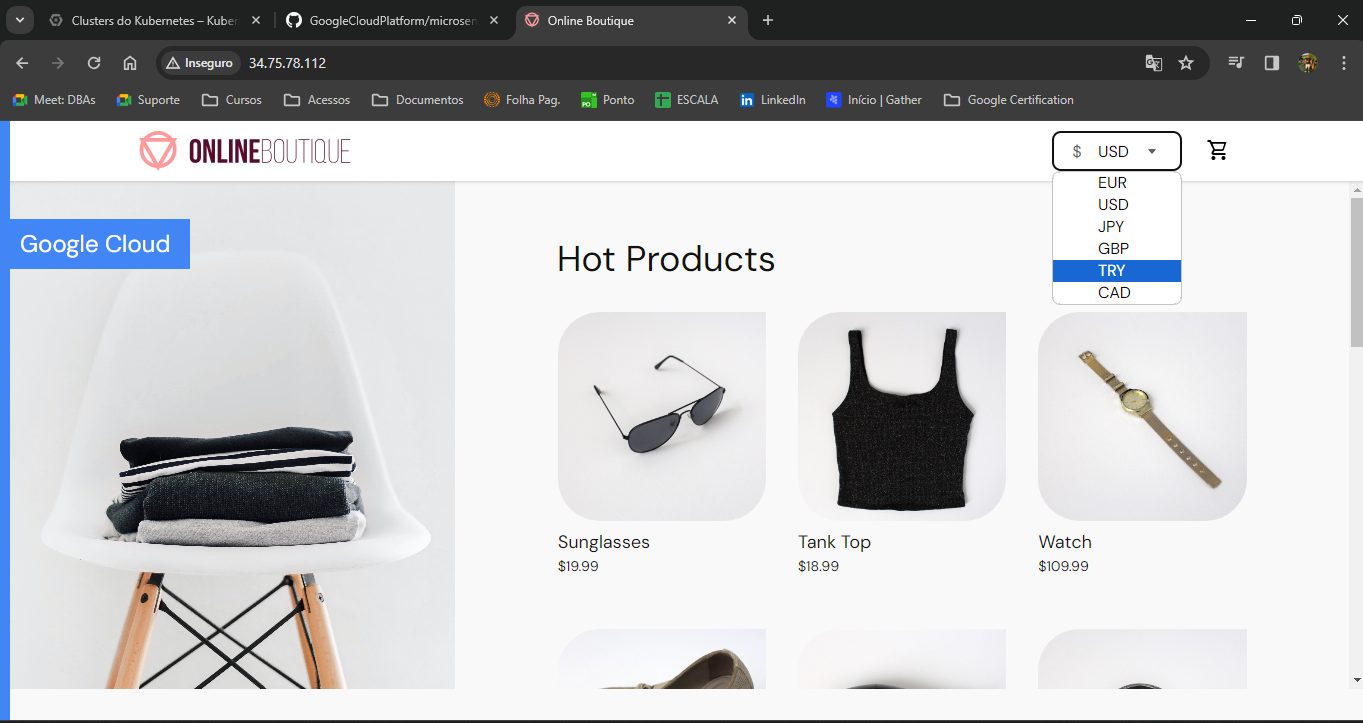 Clusters do Kubernetes – Kuber
GoogleCloudPlatform/microser
Online Boutique
Inseguro
34.75.78.112
Meet: DBAs
Suporte
Cursos
Acessos
Documentos
Folha Pag.
Ponto
ESCALA
LinkedIn
Início | Gather
Google Certification
ONLINEBOUTIQUE
$ USD
EUR
USD
JPY
GBP
TRY
CAD
Google Cloud
Hot Products
Sunglasses
$19.99
Tank Top
$18.99
Watch
$109.99